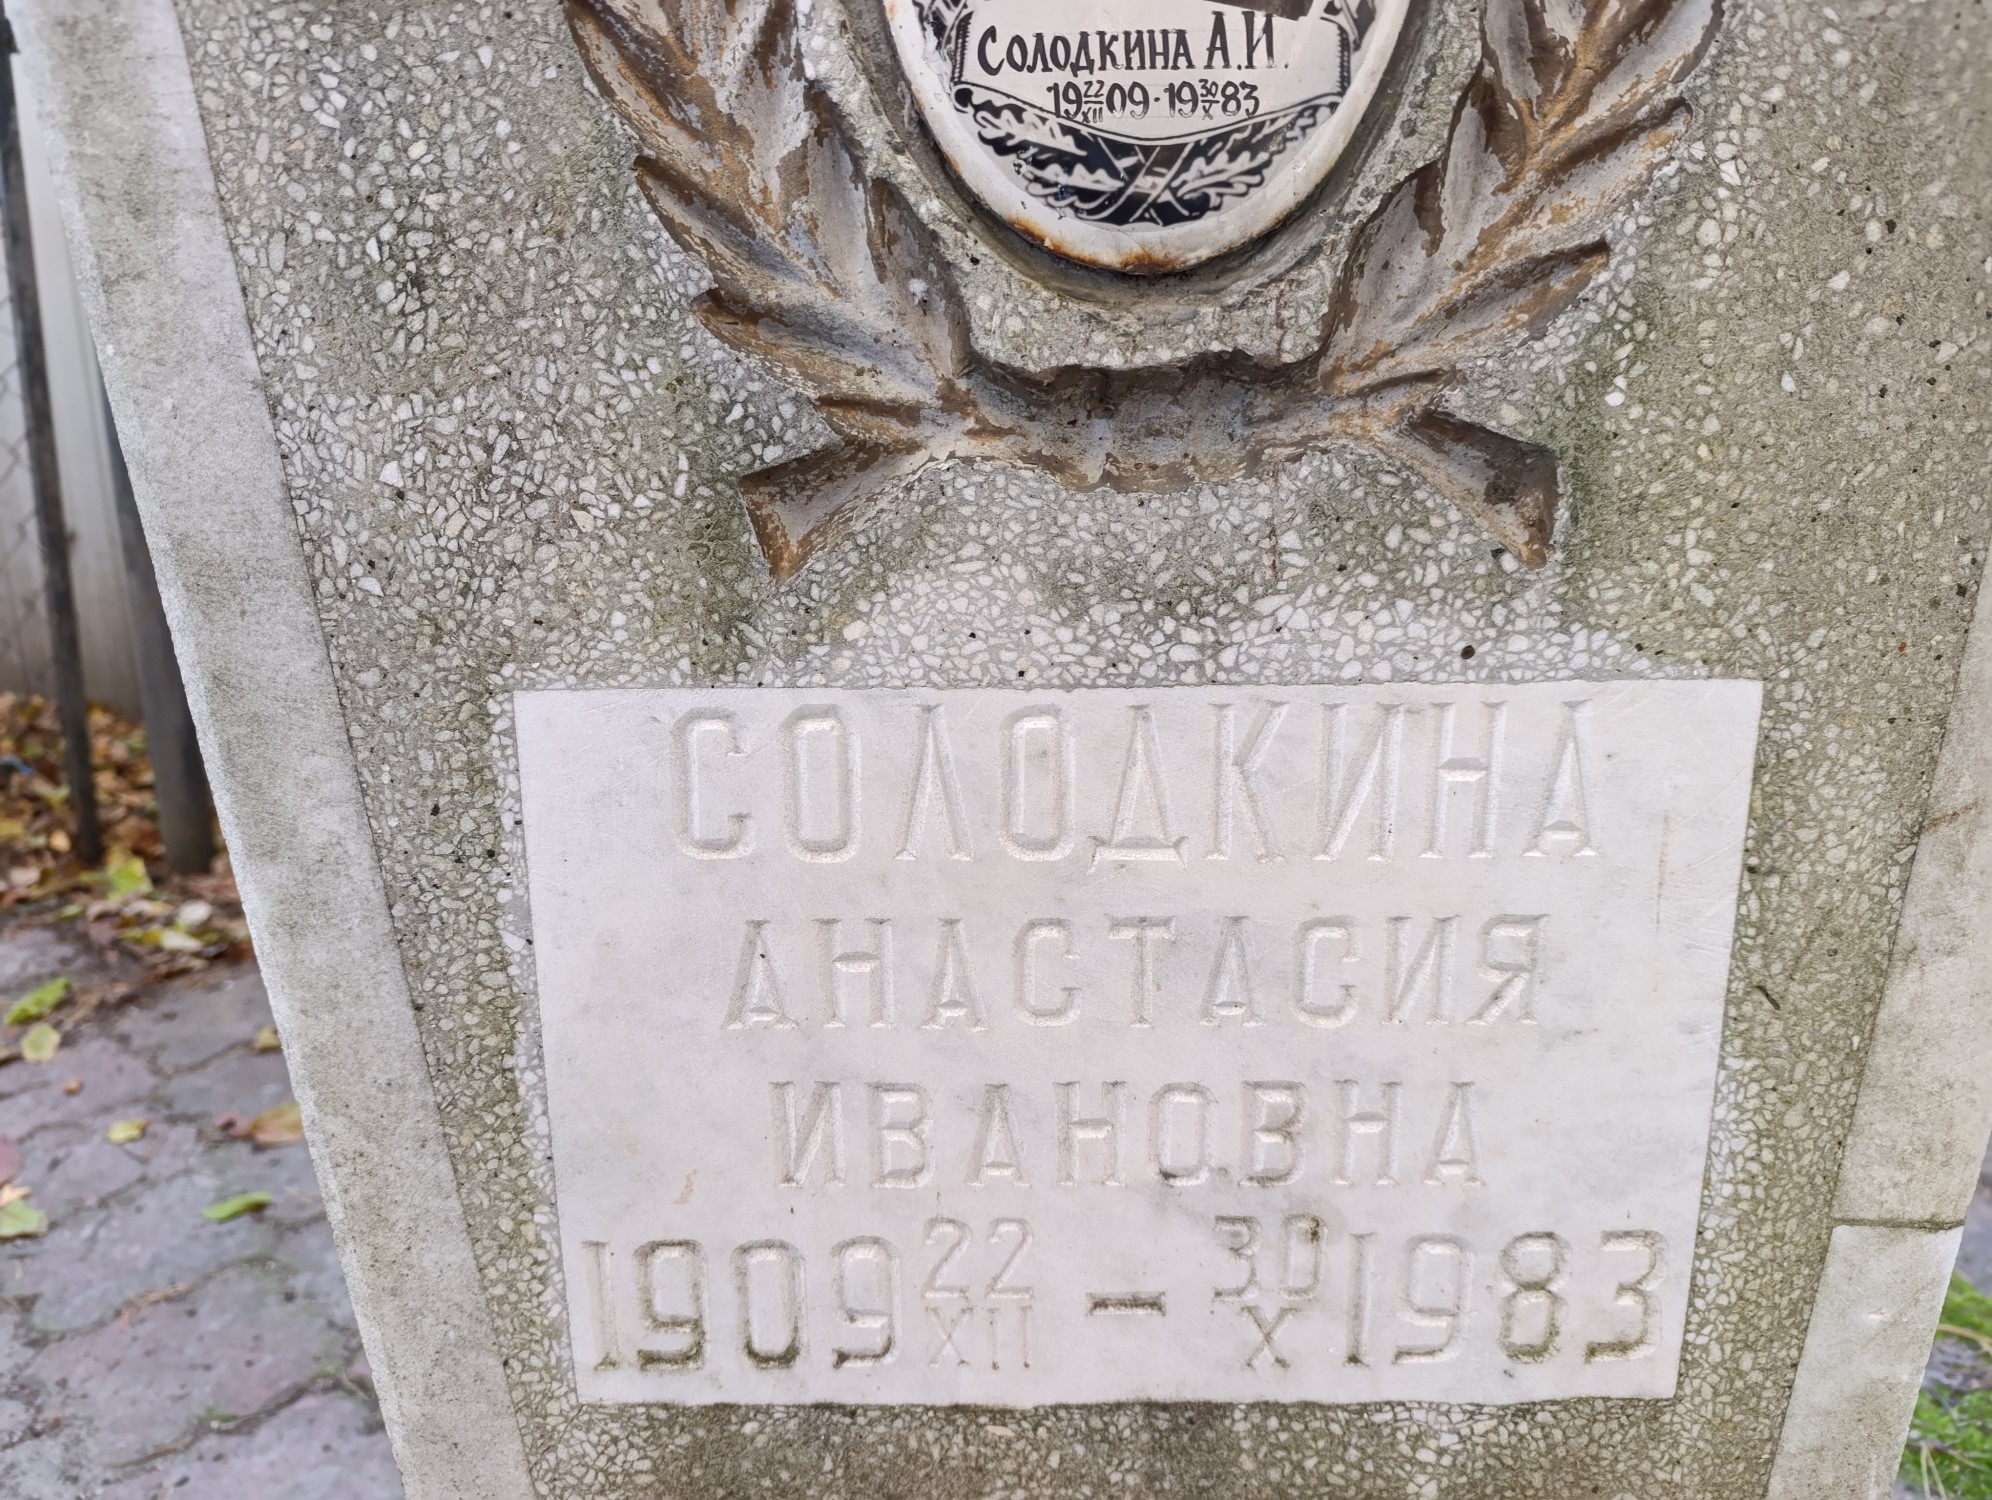 Солодкина А.И.
19 22/XII 09 · 19 30/X 83
СОЛОДКИНА
АНАСТАСИЯ
ИВАНОВНА
1909 22/XII – 30/X 1983